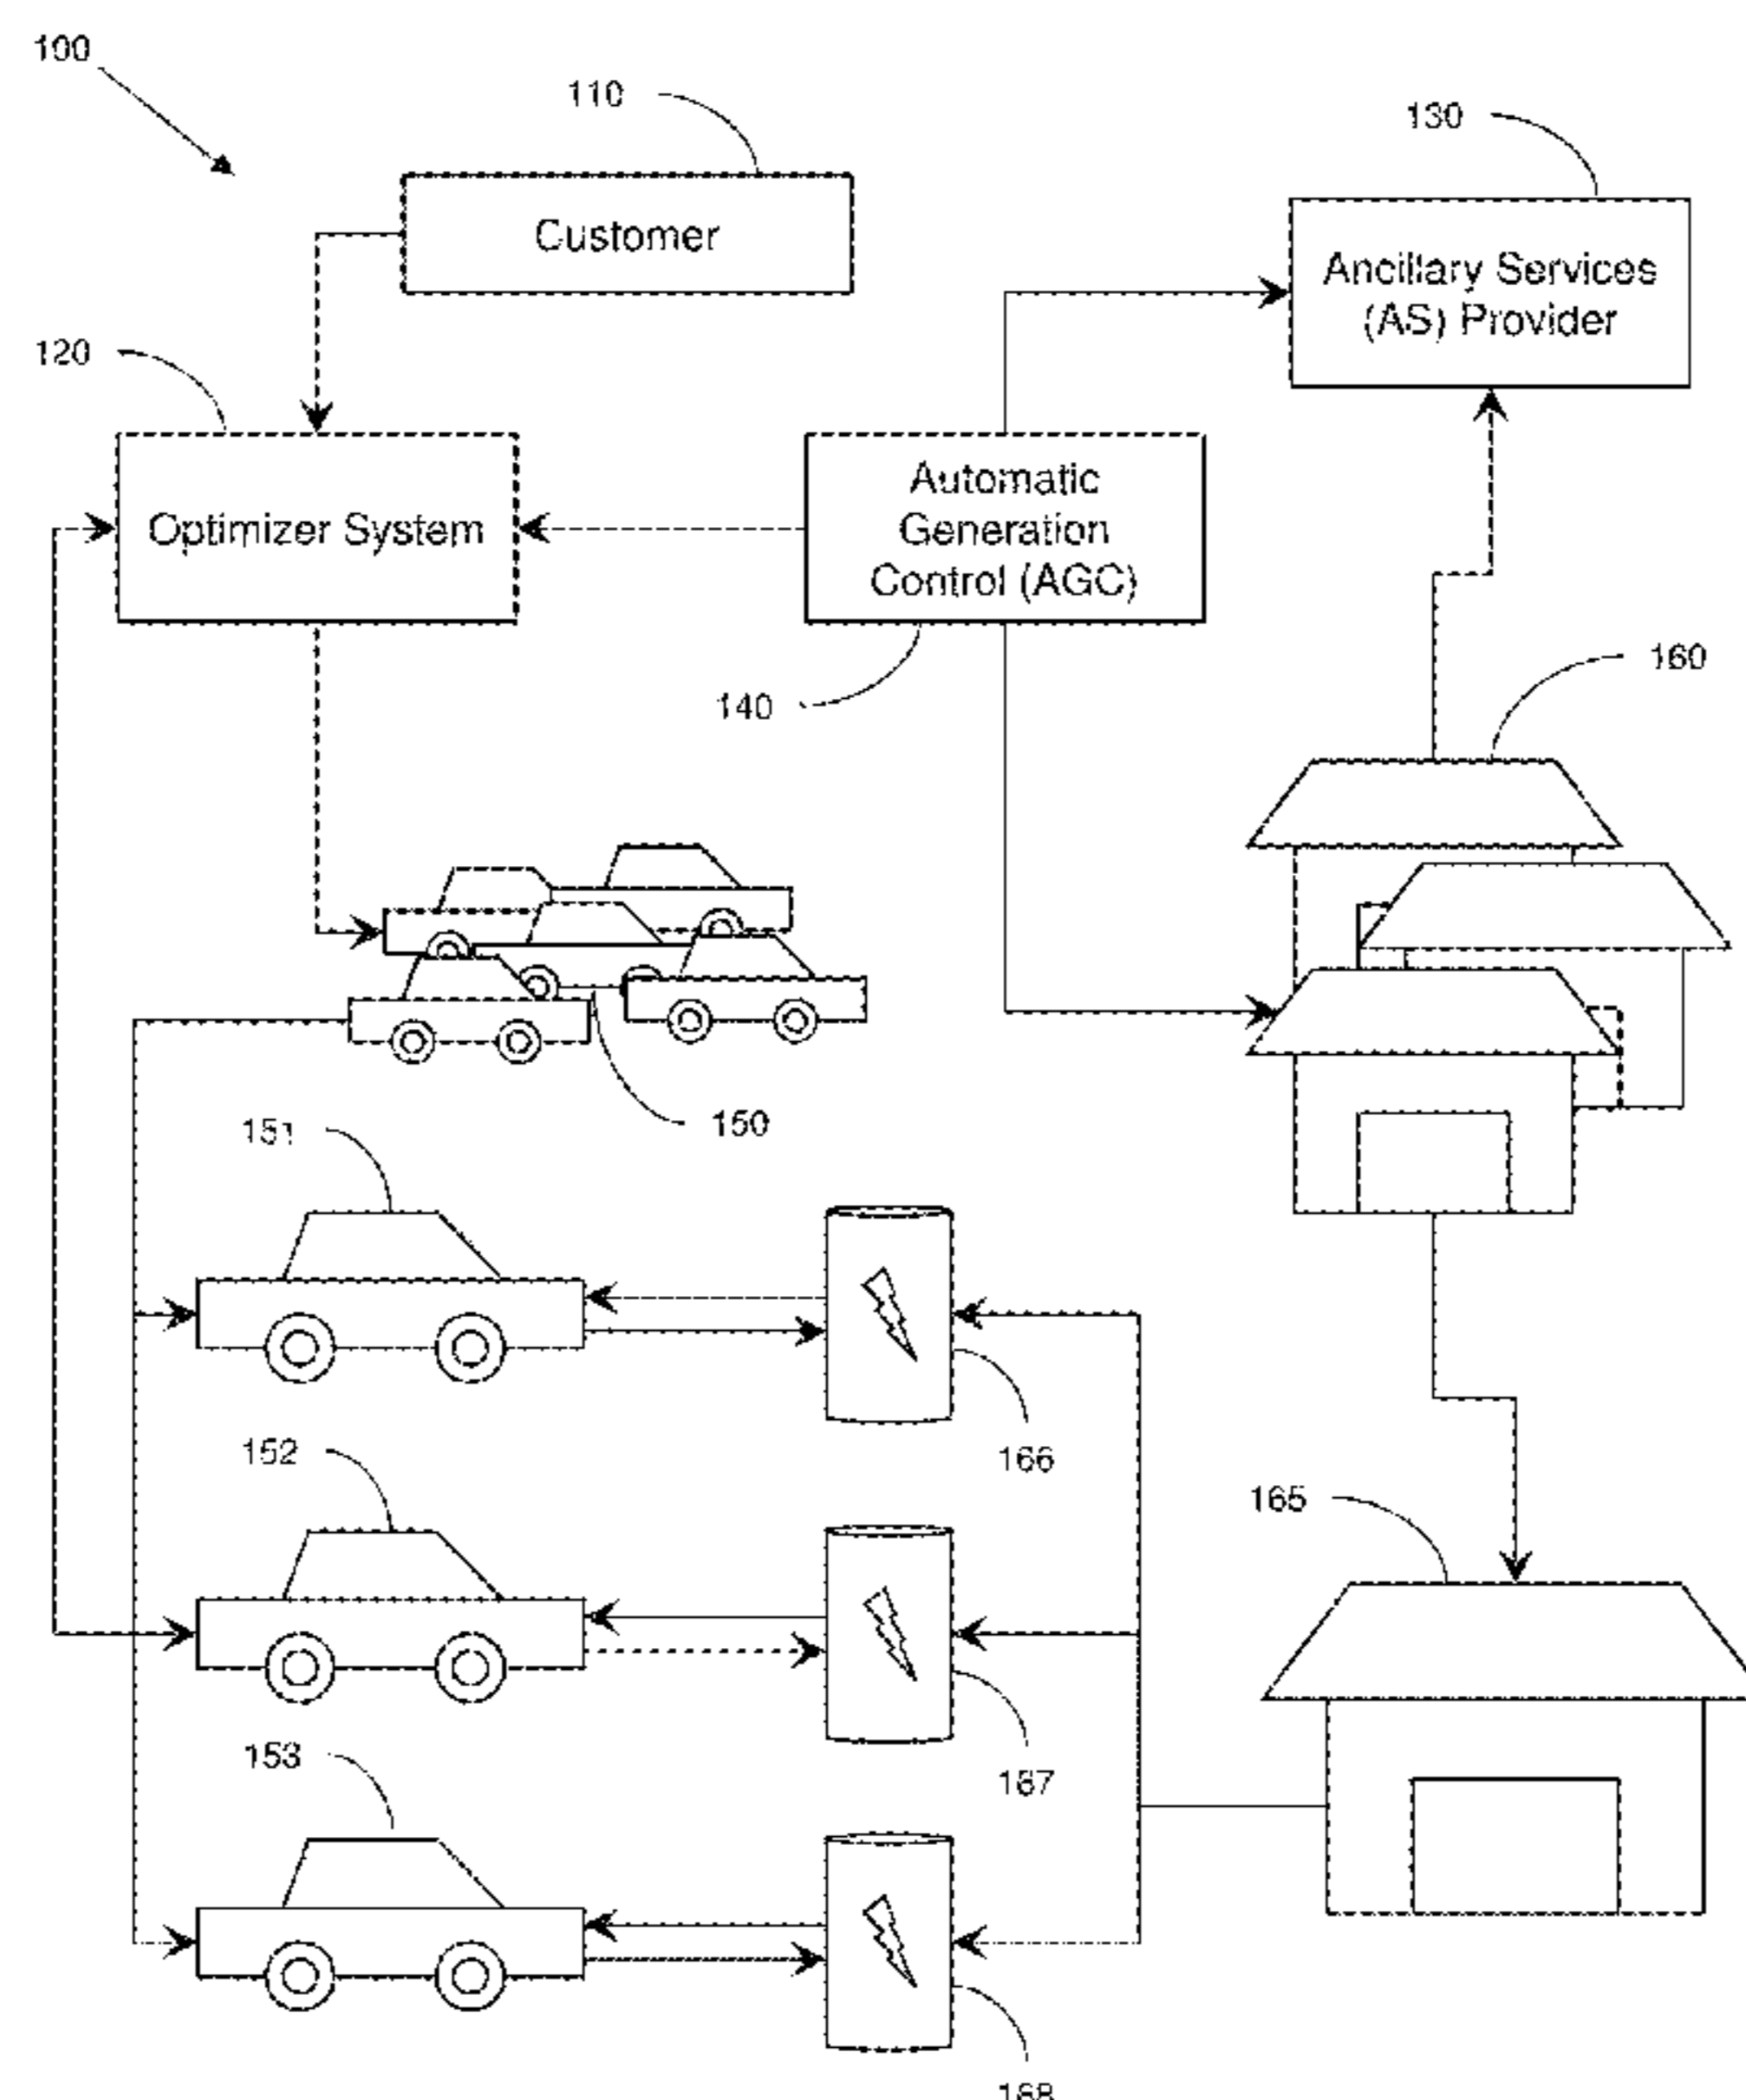 100
110
130
Customer
Ancillary Services
(AS) Provider
120
Optimizer System
Automatic
Generation
Control (AGC)
140
160
150
151
166
152
165
167
153
168